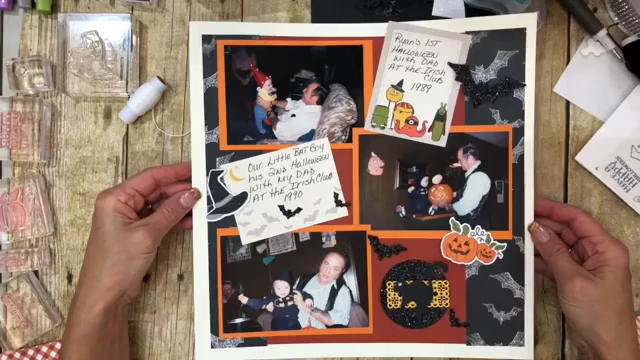 Ryan's 1st
Halloween
with Dad
at the Irish
Club
1989
Our Little Bat Boy
his 2nd Halloween
with my Dad
at the Irish Club
1990